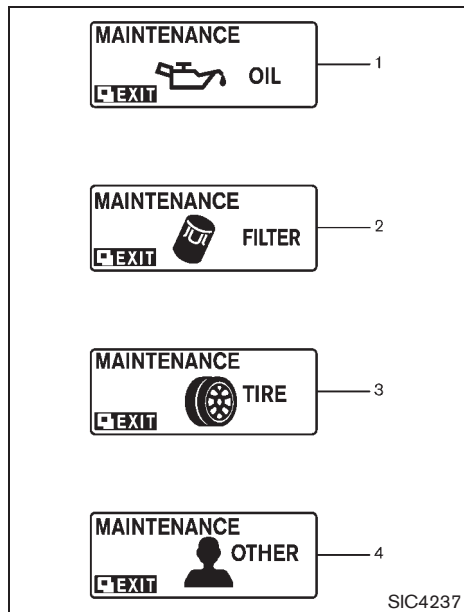 MAINTENANCE
OIL
EXIT
1
MAINTENANCE
FILTER
EXIT
2
MAINTENANCE
TIRE
EXIT
3
MAINTENANCE
OTHER
EXIT
4
SIC4237